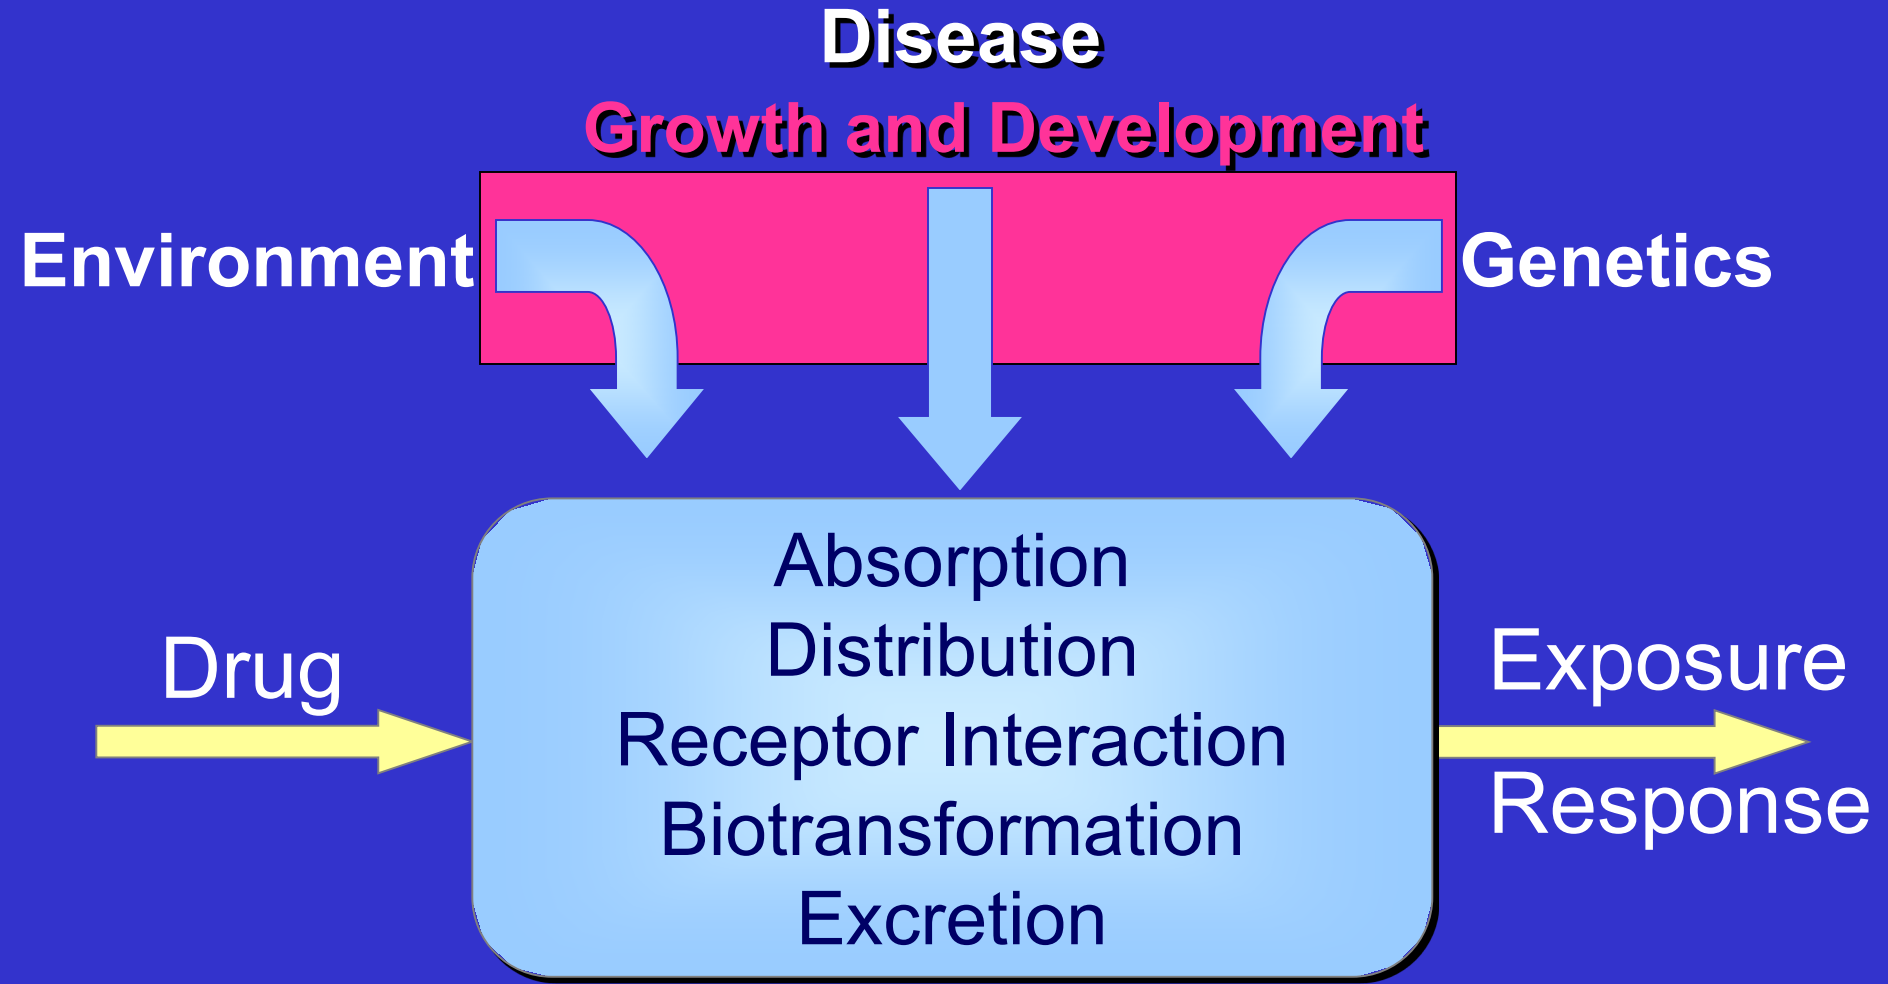 Disease
Growth and Development
Environment
Genetics
Absorption
Distribution
Receptor Interaction
Biotransformation
Excretion
Drug
Exposure
Response